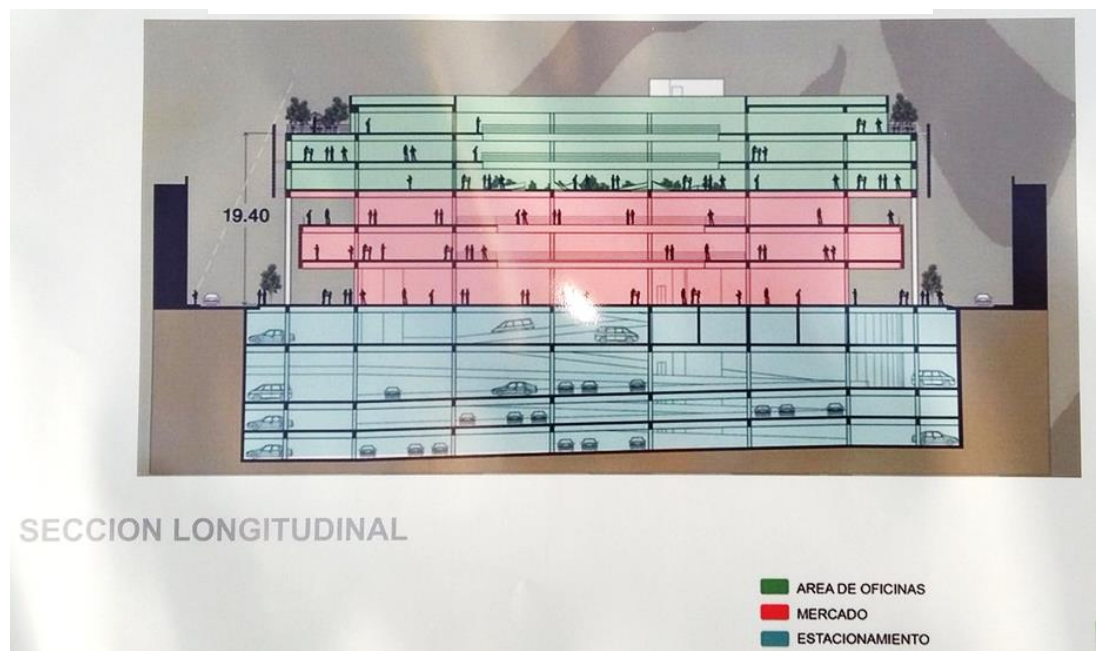 19.40
SECCION LONGITUDINAL
AREA DE OFICINAS
MERCADO
ESTACIONAMIENTO